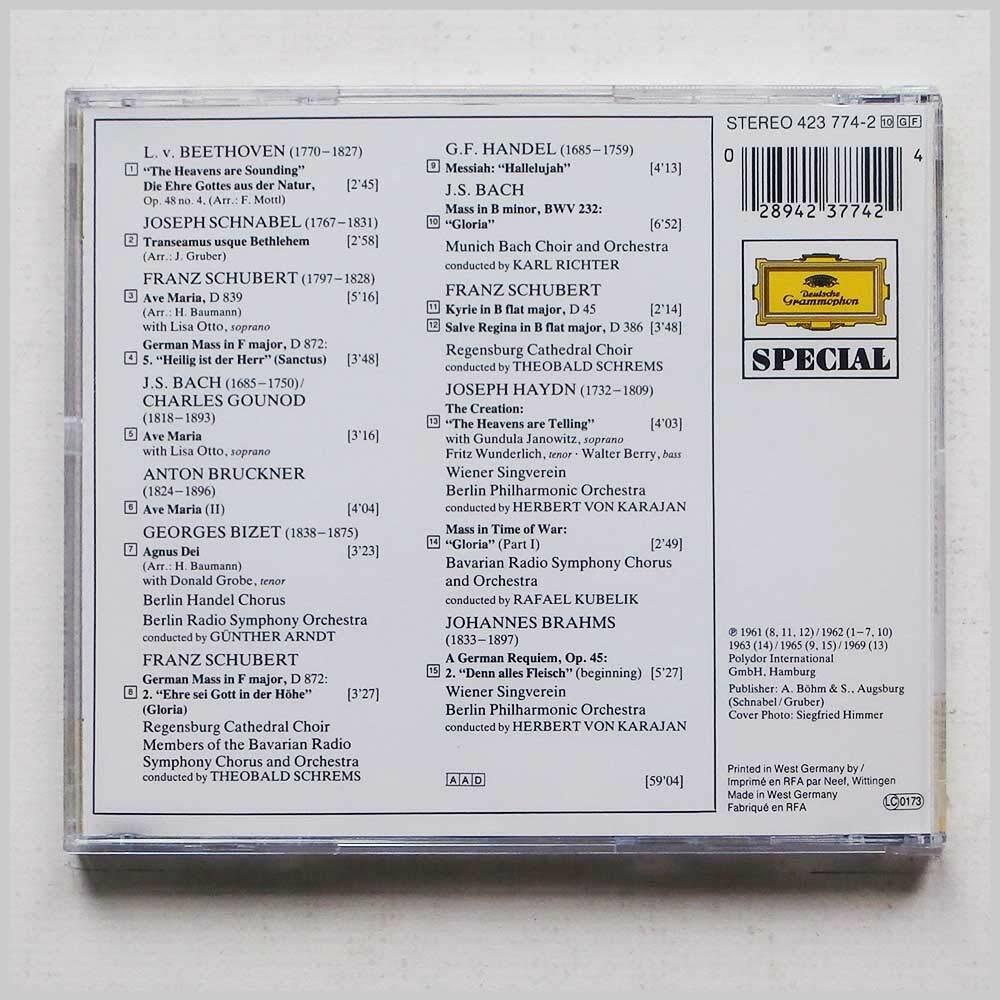 L. v. BEETHOVEN (1770–1827)
1 "The Heavens are Sounding"
Die Ehre Gottes aus der Natur, [2'45]
Op. 48 no. 4, (Arr.: F. Mottl)
JOSEPH SCHNABEL (1767–1831)
2 Transeamus usque Bethlehem [2'58]
(Arr.: J. Gruber)
FRANZ SCHUBERT (1797–1828)
3 Ave Maria, D 839 [5'16]
(Arr.: H. Baumann)
with Lisa Otto, soprano
German Mass in F major, D 872:
4 5. "Heilig ist der Herr" (Sanctus) [3'48]
J.S. BACH (1685–1750)/
CHARLES GOUNOD
(1818–1893)
5 Ave Maria [3'16]
with Lisa Otto, soprano
ANTON BRUCKNER
(1824–1896)
6 Ave Maria (II) [4'04]
GEORGES BIZET (1838–1875)
7 Agnus Dei [3'23]
(Arr.: H. Baumann)
with Donald Grobe, tenor
Berlin Handel Chorus
Berlin Radio Symphony Orchestra
conducted by GÜNTHER ARNDT
FRANZ SCHUBERT
German Mass in F major, D 872:
8 2. "Ehre sei Gott in der Höhe" [3'27]
(Gloria)
Regensburg Cathedral Choir
Members of the Bavarian Radio
Symphony Chorus and Orchestra
conducted by THEOBALD SCHREMS
G.F. HANDEL (1685–1759)
9 Messiah: "Hallelujah" [4'13]
J.S. BACH
Mass in B minor, BWV 232:
10 "Gloria" [6'52]
Munich Bach Choir and Orchestra
conducted by KARL RICHTER
FRANZ SCHUBERT
11 Kyrie in B flat major, D 45 [2'14]
12 Salve Regina in B flat major, D 386 [3'48]
Regensburg Cathedral Choir
conducted by THEOBALD SCHREMS
JOSEPH HAYDN (1732–1809)
The Creation:
13 "The Heavens are Telling" [4'03]
with Gundula Janowitz, soprano
Fritz Wunderlich, tenor · Walter Berry, bass
Wiener Singverein
Berlin Philharmonic Orchestra
conducted by HERBERT VON KARAJAN
Mass in Time of War:
14 "Gloria" (Part I) [2'49]
Bavarian Radio Symphony Chorus
and Orchestra
conducted by RAFAEL KUBELIK
JOHANNES BRAHMS
(1833–1897)
A German Requiem, Op. 45:
15 2. "Denn alles Fleisch" (beginning) [5'27]
Wiener Singverein
Berlin Philharmonic Orchestra
conducted by HERBERT VON KARAJAN
AAD [59'04]
STEREO 423 774-2 10 GF
0 28942 37742 4
Deutsche
Grammophon
SPECIAL
℗ 1961 (8, 11, 12) / 1962 (1–7, 10)
1963 (14) / 1965 (9, 15) / 1969 (13)
Polydor International
GmbH, Hamburg
Publisher: A. Böhm & S., Augsburg
(Schnabel / Gruber)
Cover Photo: Siegfried Himmer
Printed in West Germany by /
Imprimé en RFA par Neef, Wittingen
Made in West Germany
Fabriqué en RFA
LC 0173